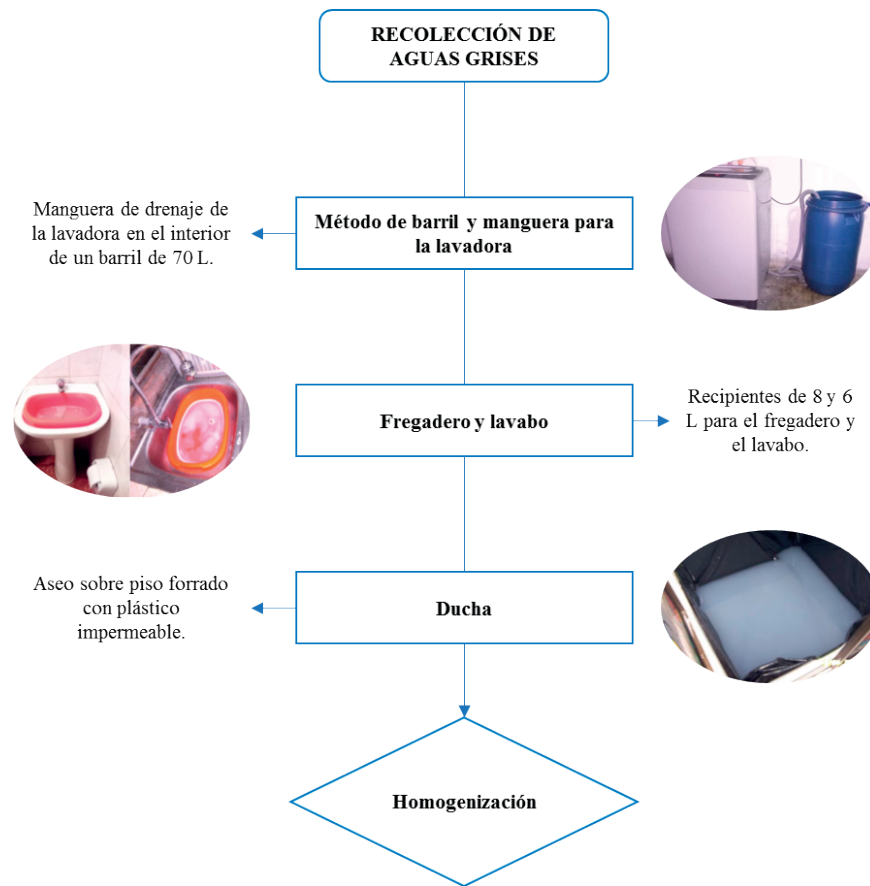 RECOLECCIÓN DE
AGUAS GRISES
Manguera de drenaje de
la lavadora en el interior
de un barril de 70 L.
Método de barril y manguera para
la lavadora
Fregadero y lavabo
Recipientes de 8 y 6
L para el fregadero y
el lavabo.
Aseo sobre piso forrado
con plástico
impermeable.
Ducha
Homogenización